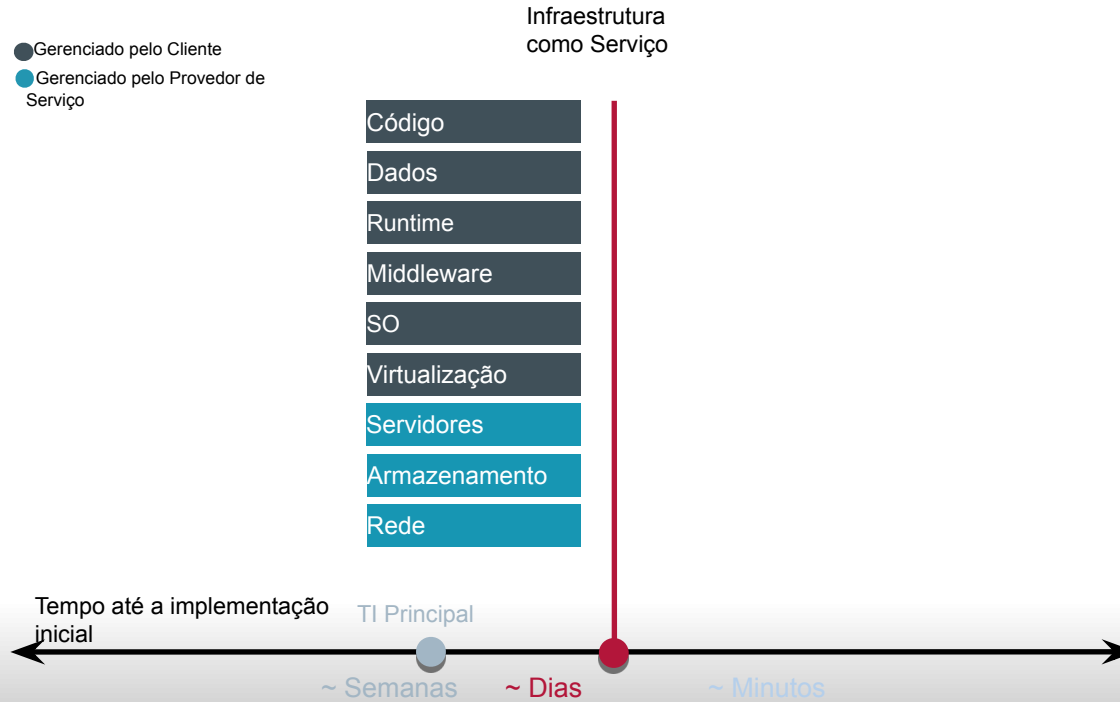 Infraestrutura
como Serviço
Gerenciado pelo Cliente
Gerenciado pelo Provedor de
Serviço
Código
Dados
Runtime
Middleware
SO
Virtualização
Servidores
Armazenamento
Rede
Tempo até a implementação
inicial
TI Principal
~ Semanas
~ Dias
~ Minutos